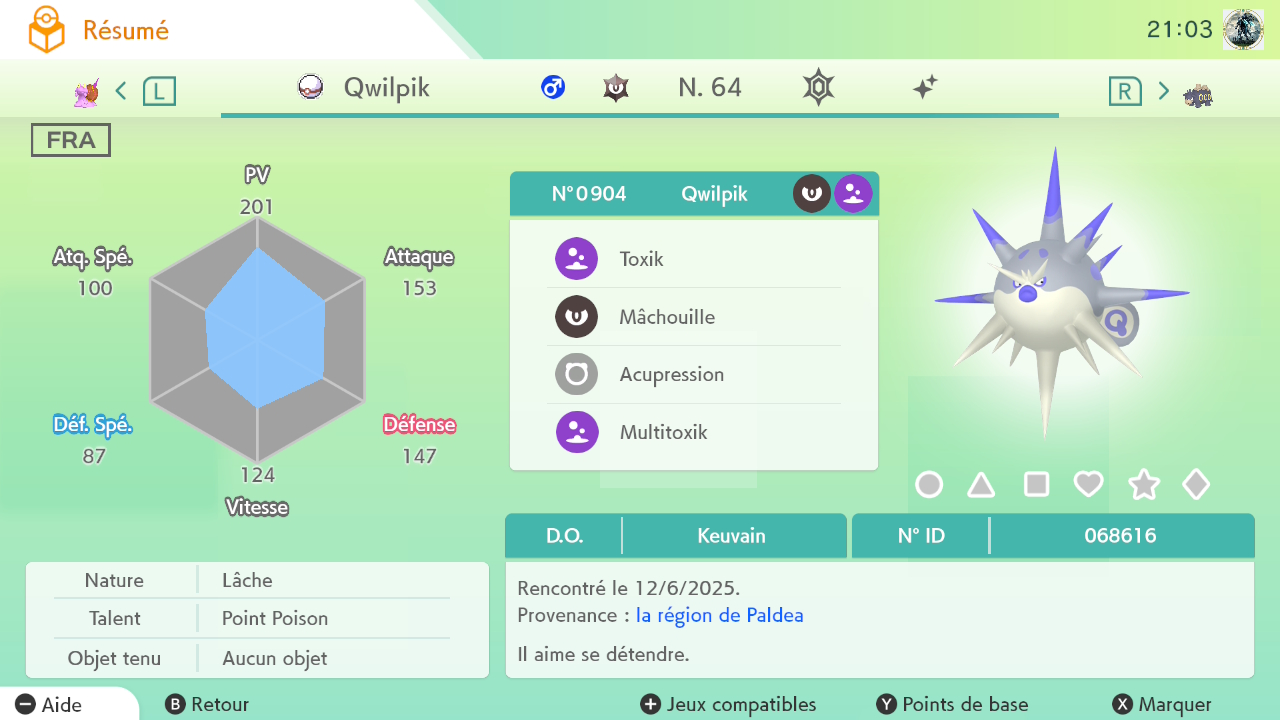 Résumé
21:03
L
Qwilpik
N. 64
R
FRA
PV
201
Atq. Spé.
100
Attaque
153
Déf. Spé.
87
Défense
147
124
Vitesse
N° 0904 Qwilpik
Toxik
Mâchouille
Acupression
Multitoxik
Q
D.O. Keuvain
N° ID 068616
Nature Lâche
Talent Point Poison
Objet tenu Aucun objet
Rencontré le 12/6/2025.
Provenance : la région de Paldea
Il aime se détendre.
Aide
B Retour
Jeux compatibles
Y Points de base
X Marquer